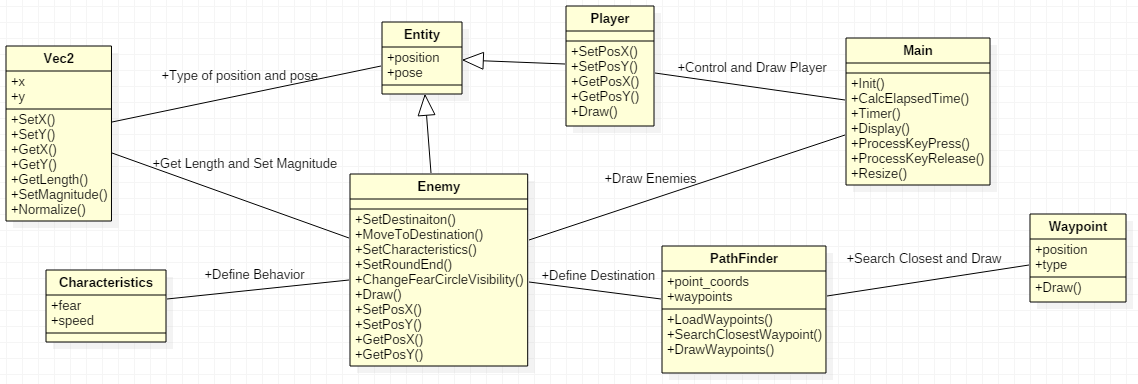 Vec2
+x
+y
+SetX()
+SetY()
+GetX()
+GetY()
+GetLength()
+SetMagnitude()
+Normalize()
+Type of position and pose
Entity
+position
+pose
Player
+SetPosX()
+SetPosY()
+GetPosX()
+GetPosY()
+Draw()
+Control and Draw Player
Main
+Init()
+CalcElapsedTime()
+Timer()
+Display()
+ProcessKeyPress()
+ProcessKeyRelease()
+Resize()
+Get Length and Set Magnitude
+Draw Enemies
Enemy
+SetDestinaiton()
+MoveToDestination()
+SetCharacteristics()
+SetRoundEnd()
+ChangeFearCircleVisibility()
+Draw()
+SetPosX()
+SetPosY()
+GetPosX()
+GetPosY()
Characteristics
+fear
+speed
+Define Behavior
+Define Destination
PathFinder
+point_coords
+waypoints
+LoadWaypoints()
+SearchClosestWaypoint()
+DrawWaypoints()
+Search Closest and Draw
Waypoint
+position
+type
+Draw()